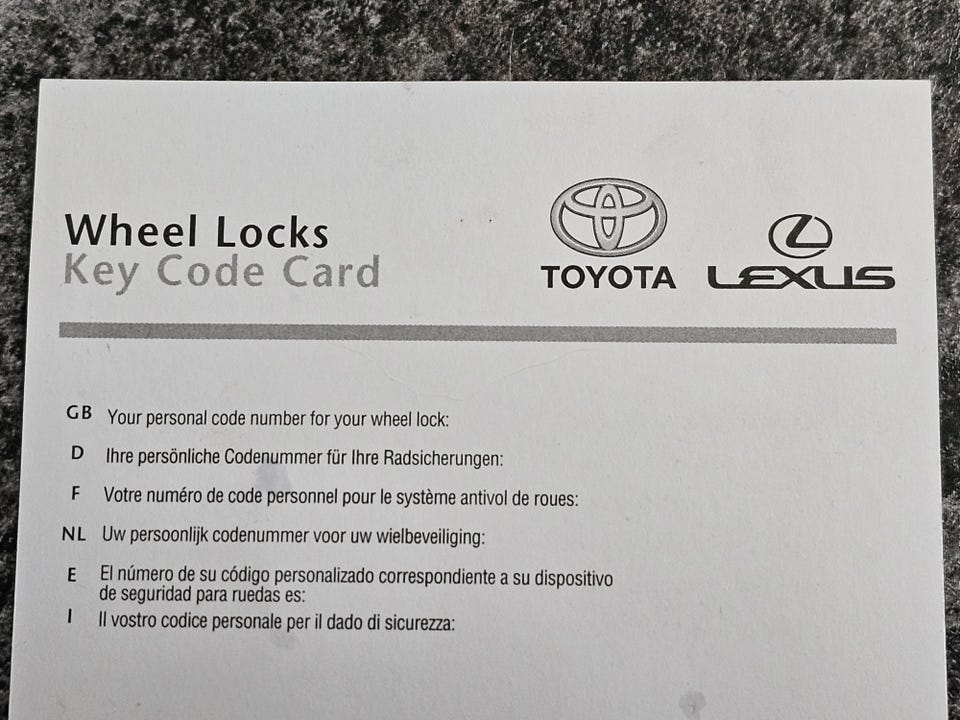 Wheel Locks
Key Code Card
TOYOTA
LEXUS
GB Your personal code number for your wheel lock:
D Ihre persönliche Codenummer für Ihre Radsicherungen:
F Votre numéro de code personnel pour le système antivol de roues:
NL Uw persoonlijk codenummer voor uw wielbeveiliging:
E El número de su código personalizado correspondiente a su dispositivo
de seguridad para ruedas es:
I Il vostro codice personale per il dado di sicurezza: